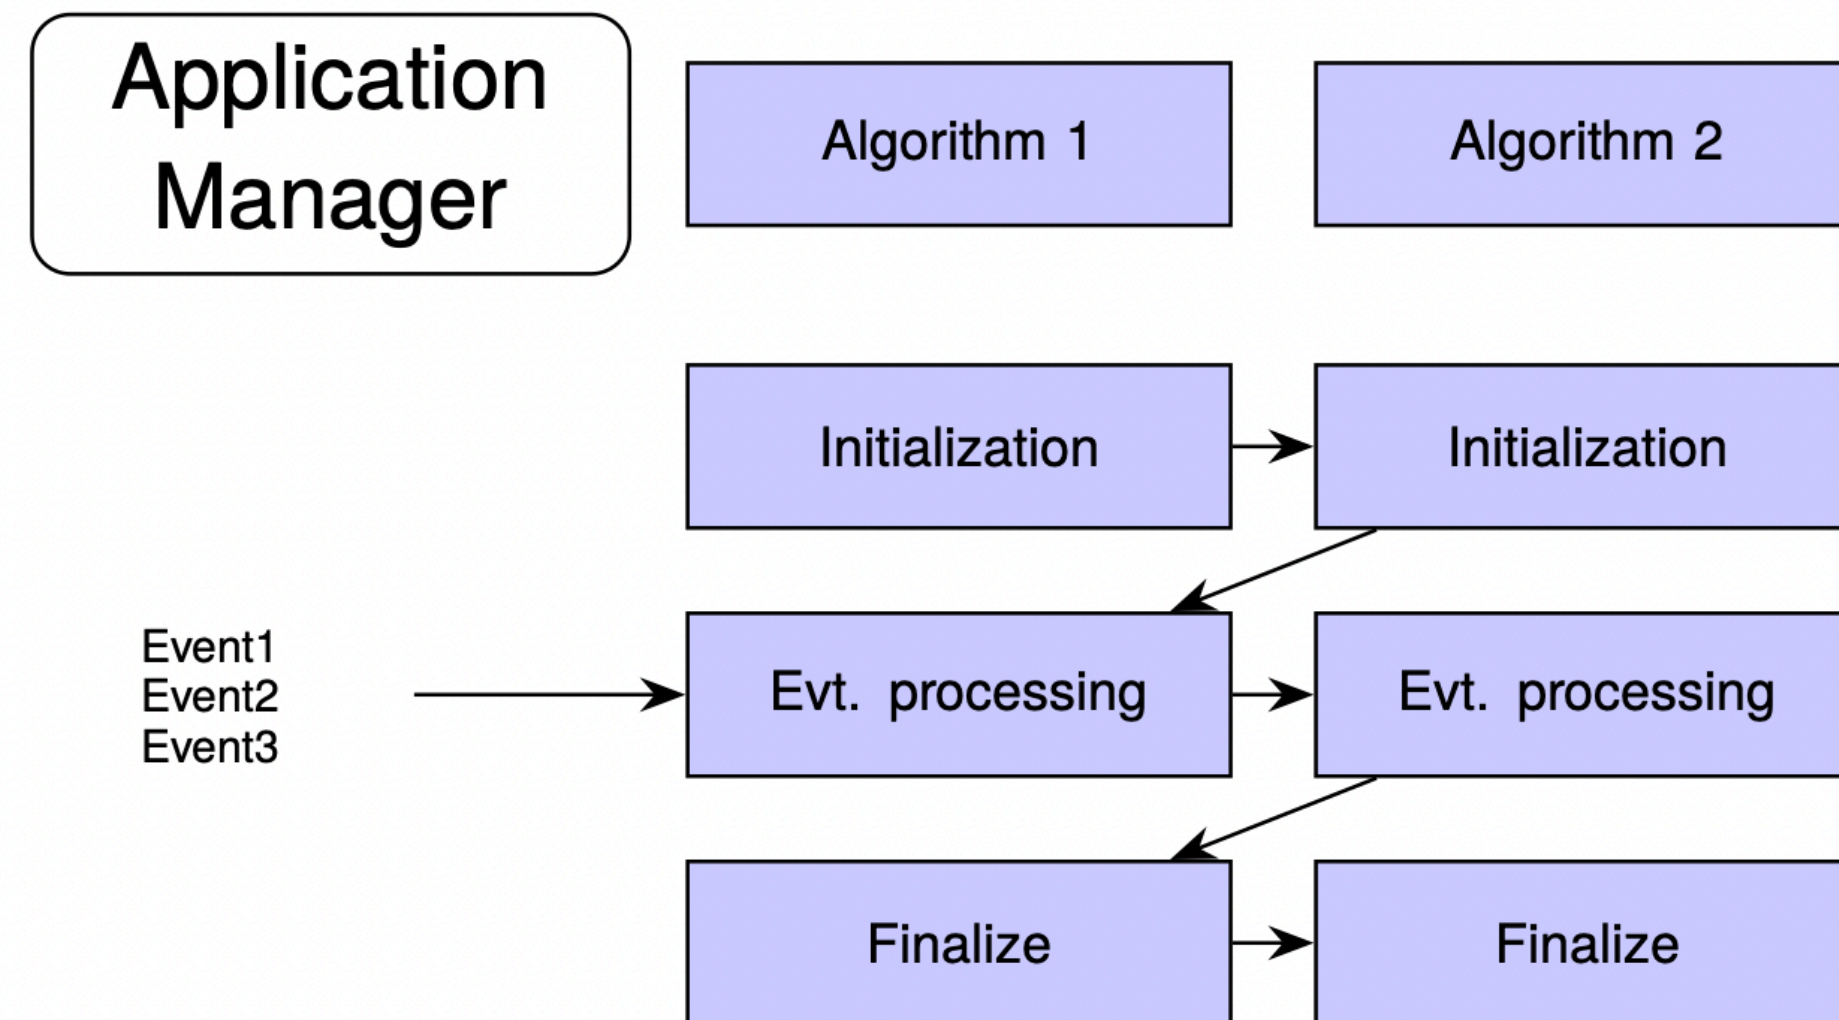 Application
Manager
Algorithm 1
Algorithm 2
Initialization
Initialization
Event1
Event2
Event3
Evt. processing
Evt. processing
Finalize
Finalize